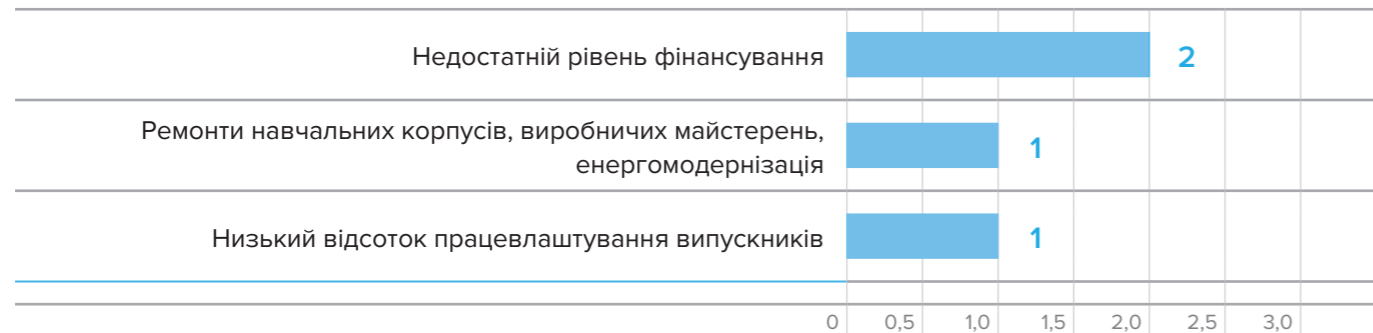 Недостатній рівень фінансування
2
Ремонти навчальних корпусів, виробничих майстерень,
енергомодернізація
1
Низький відсоток працевлаштування випускників
1
0 0,5 1,0 1,5 2,0 2,5 3,0